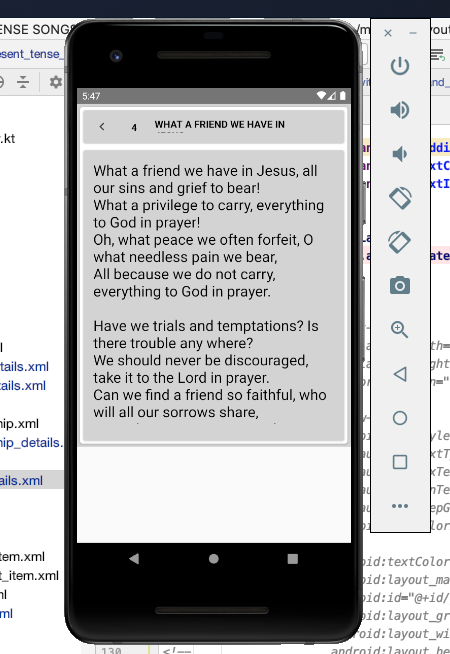 TENSE SONGS
esent_tense_
5:47
4 WHAT A FRIEND WE HAVE IN
What a friend we have in Jesus, all
our sins and grief to bear!
What a privilege to carry, everything
to God in prayer!
Oh, what peace we often forfeit, O
what needless pain we bear,
All because we do not carry,
everything to God in prayer.
Have we trials and temptations? Is
there trouble any where?
We should never be discouraged,
take it to the Lord in prayer.
Can we find a friend so faithful, who
will all our sorrows share,
.kt
l
tails.xml
tails.xml
hip.xml
hip_details.
ails.xml
tem.xml
t_item.xml
ml
ml
oid:textColor
oid:layout_ma
oid:id="@+id/
oid:layout_gr
oid:layout_wi
130 <!-- android:layout_he